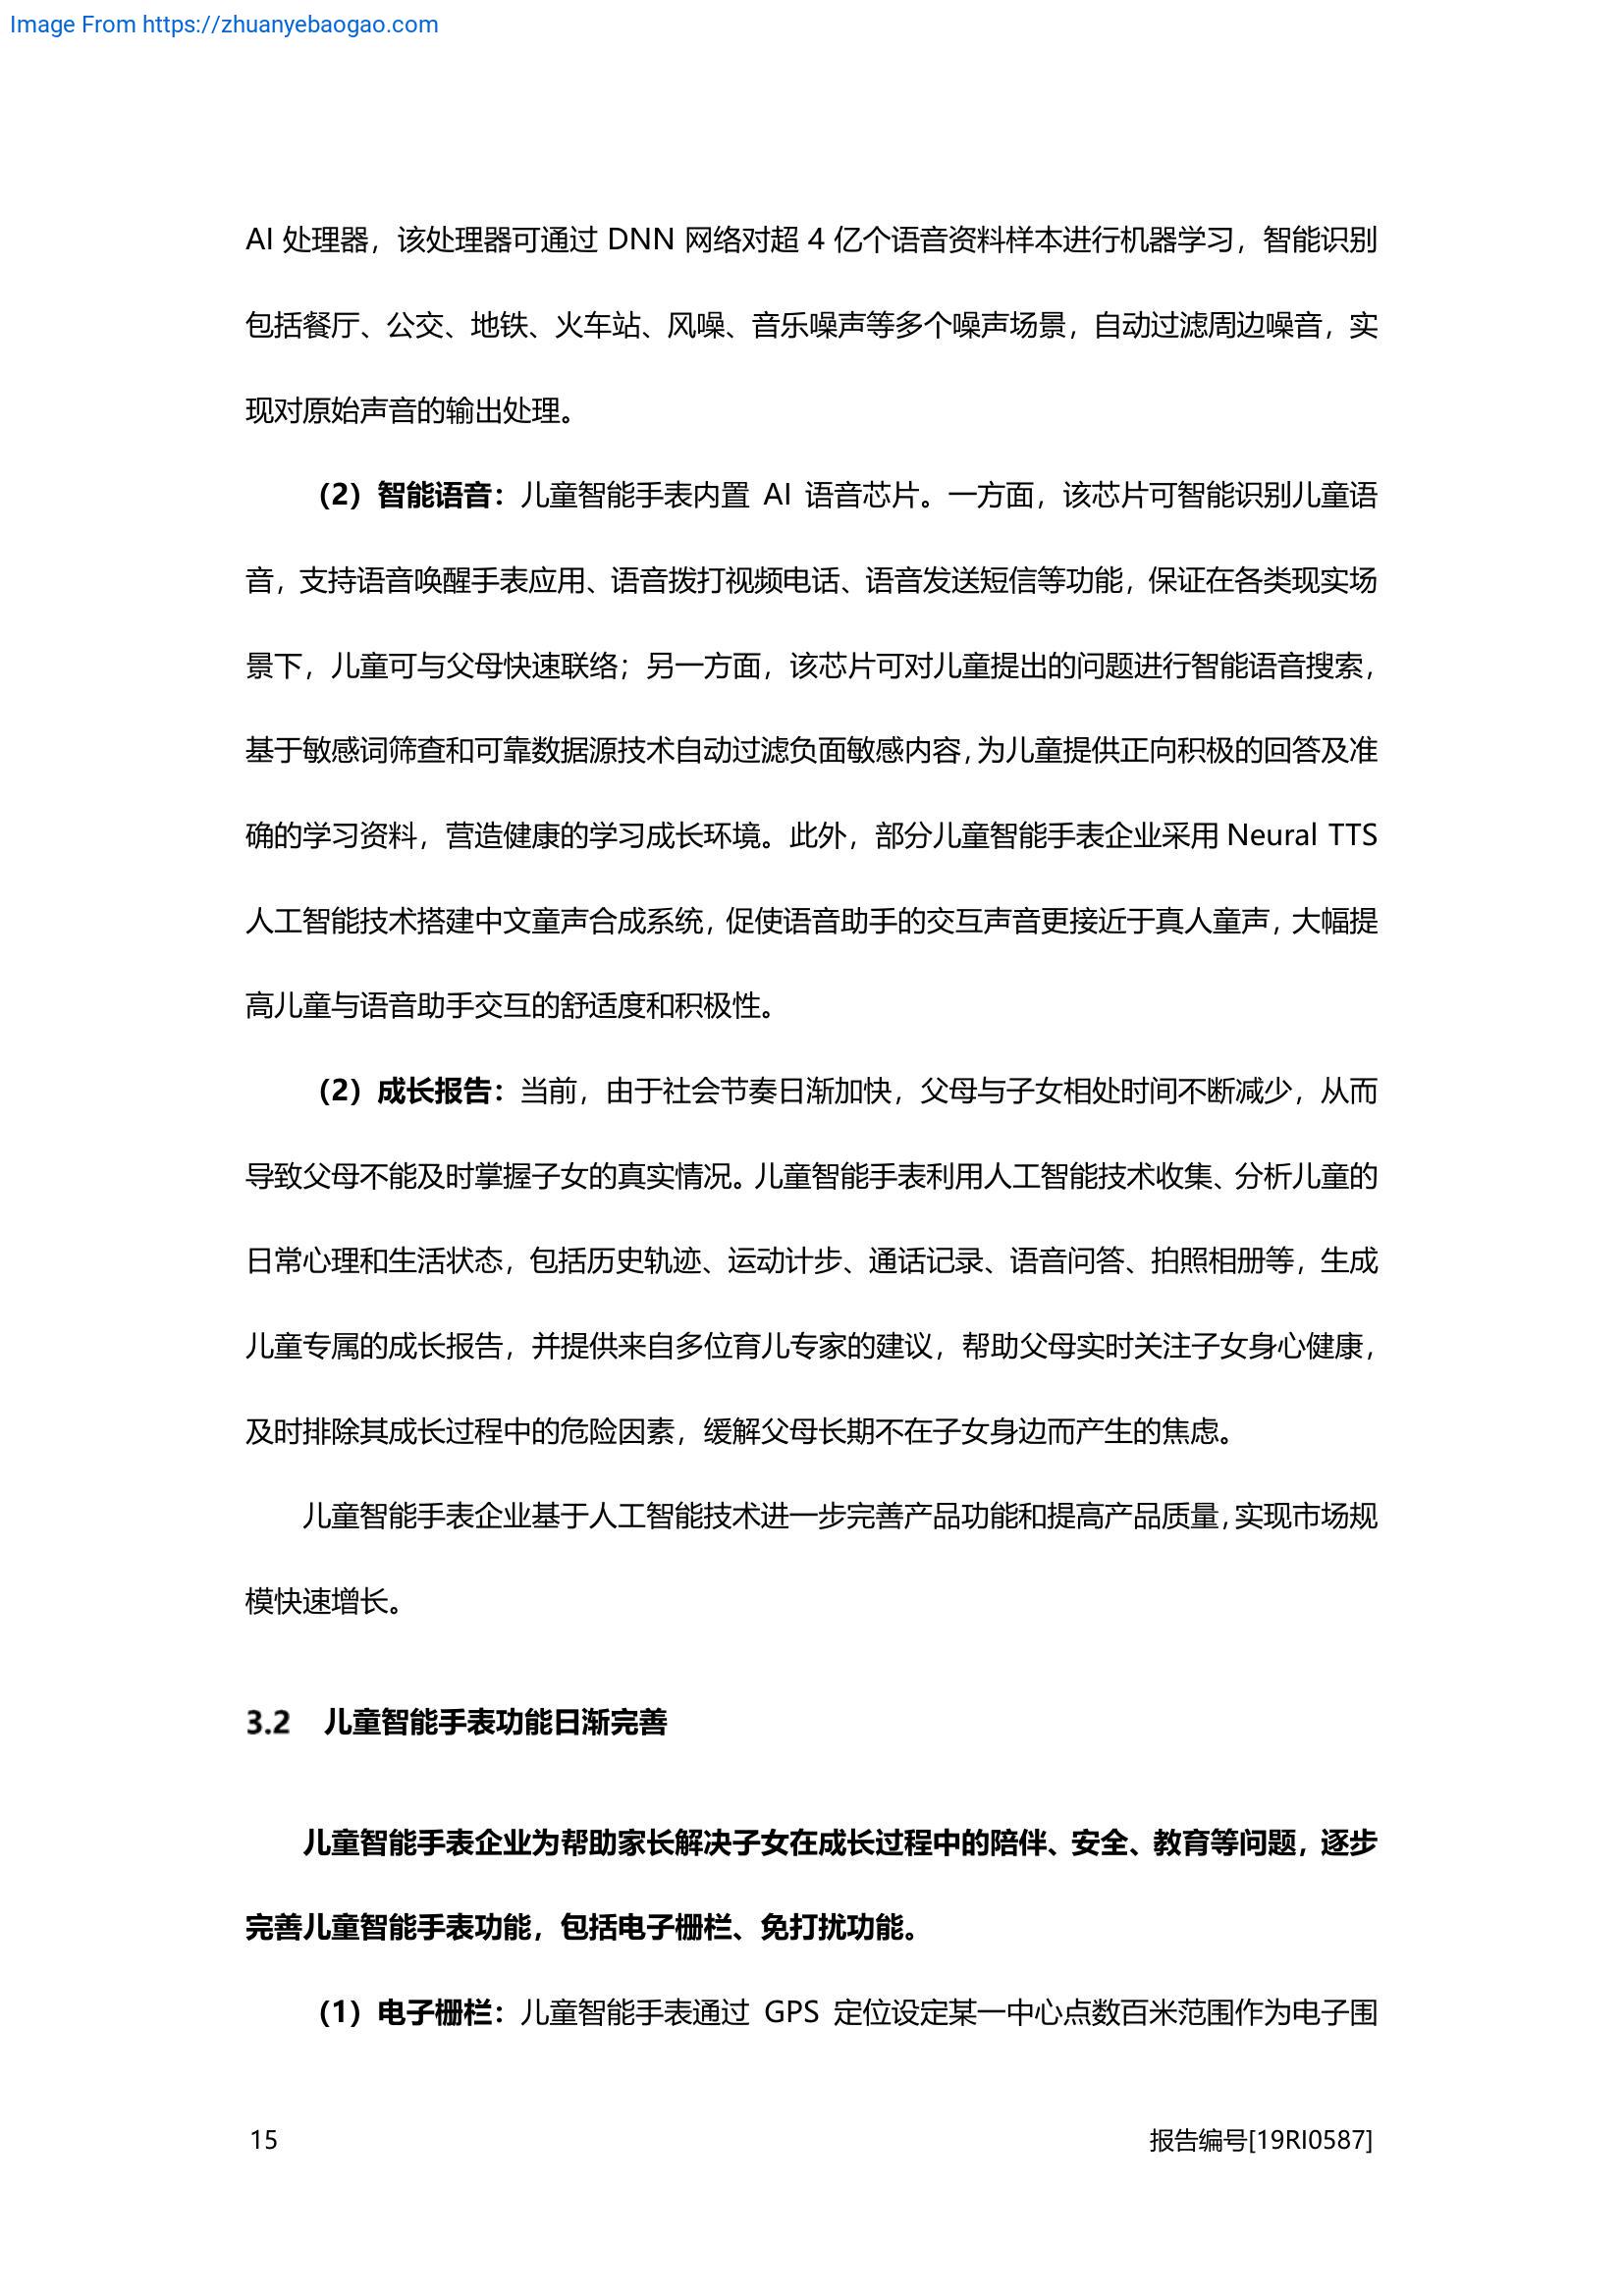 Image From https://zhuanyebaogao.com
AI 处理器，该处理器可通过 DNN 网络对超 4 亿个语音资料样本进行机器学习，智能识别
包括餐厅、公交、地铁、火车站、风噪、音乐噪声等多个噪声场景，自动过滤周边噪音，实
现对原始声音的输出处理。
（2）智能语音：儿童智能手表内置 AI 语音芯片。一方面，该芯片可智能识别儿童语
音，支持语音唤醒手表应用、语音拨打视频电话、语音发送短信等功能，保证在各类现实场
景下，儿童可与父母快速联络；另一方面，该芯片可对儿童提出的问题进行智能语音搜索，
基于敏感词筛查和可靠数据源技术自动过滤负面敏感内容，为儿童提供正向积极的回答及准
确的学习资料，营造健康的学习成长环境。此外，部分儿童智能手表企业采用 Neural TTS
人工智能技术搭建中文童声合成系统，促使语音助手的交互声音更接近于真人童声，大幅提
高儿童与语音助手交互的舒适度和积极性。
（2）成长报告：当前，由于社会节奏日渐加快，父母与子女相处时间不断减少，从而
导致父母不能及时掌握子女的真实情况。儿童智能手表利用人工智能技术收集、分析儿童的
日常心理和生活状态，包括历史轨迹、运动计步、通话记录、语音问答、拍照相册等，生成
儿童专属的成长报告，并提供来自多位育儿专家的建议，帮助父母实时关注子女身心健康，
及时排除其成长过程中的危险因素，缓解父母长期不在子女身边而产生的焦虑。
儿童智能手表企业基于人工智能技术进一步完善产品功能和提高产品质量，实现市场规
模快速增长。
3.2 儿童智能手表功能日渐完善
儿童智能手表企业为帮助家长解决子女在成长过程中的陪伴、安全、教育等问题，逐步
完善儿童智能手表功能，包括电子栅栏、免打扰功能。
（1）电子栅栏：儿童智能手表通过 GPS 定位设定某一中心点数百米范围作为电子围
15 报告编号[19RI0587]